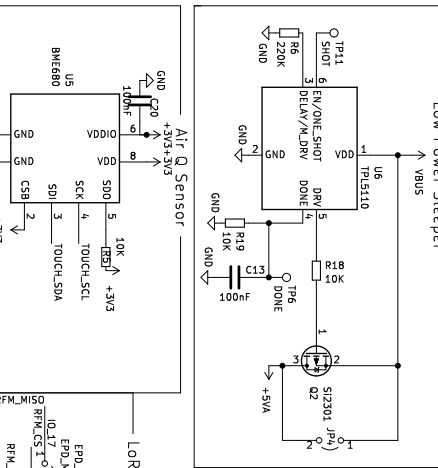 Air Q Sensor
U5
BME680
GND
GND
VDDIO
VDD
6
8
CSB
SDI
SCK
SDO
2
3
4
5
C20
100nF
GND
+3V3
+3V3
TOUCH_SDA
TOUCH_SCL
10K
R5
+3V3
RFM_MISO
IO_17
RFM_CS
1
RFM_
EPD_
LoR
Low Power Sleeper
TP11
SHOT
R6
220K
GND
3
6
DELAY/M_DRV
EN/ONE_SHOT
GND
2
GND
VDD
1
VBUS
U6
TPL5110
DONE
DRV
4
5
GND
R19
10K
GND
C13
100nF
TP6
DONE
R18
10K
1
3
2
SI2301
Q2
+5VA
JP4
2
1